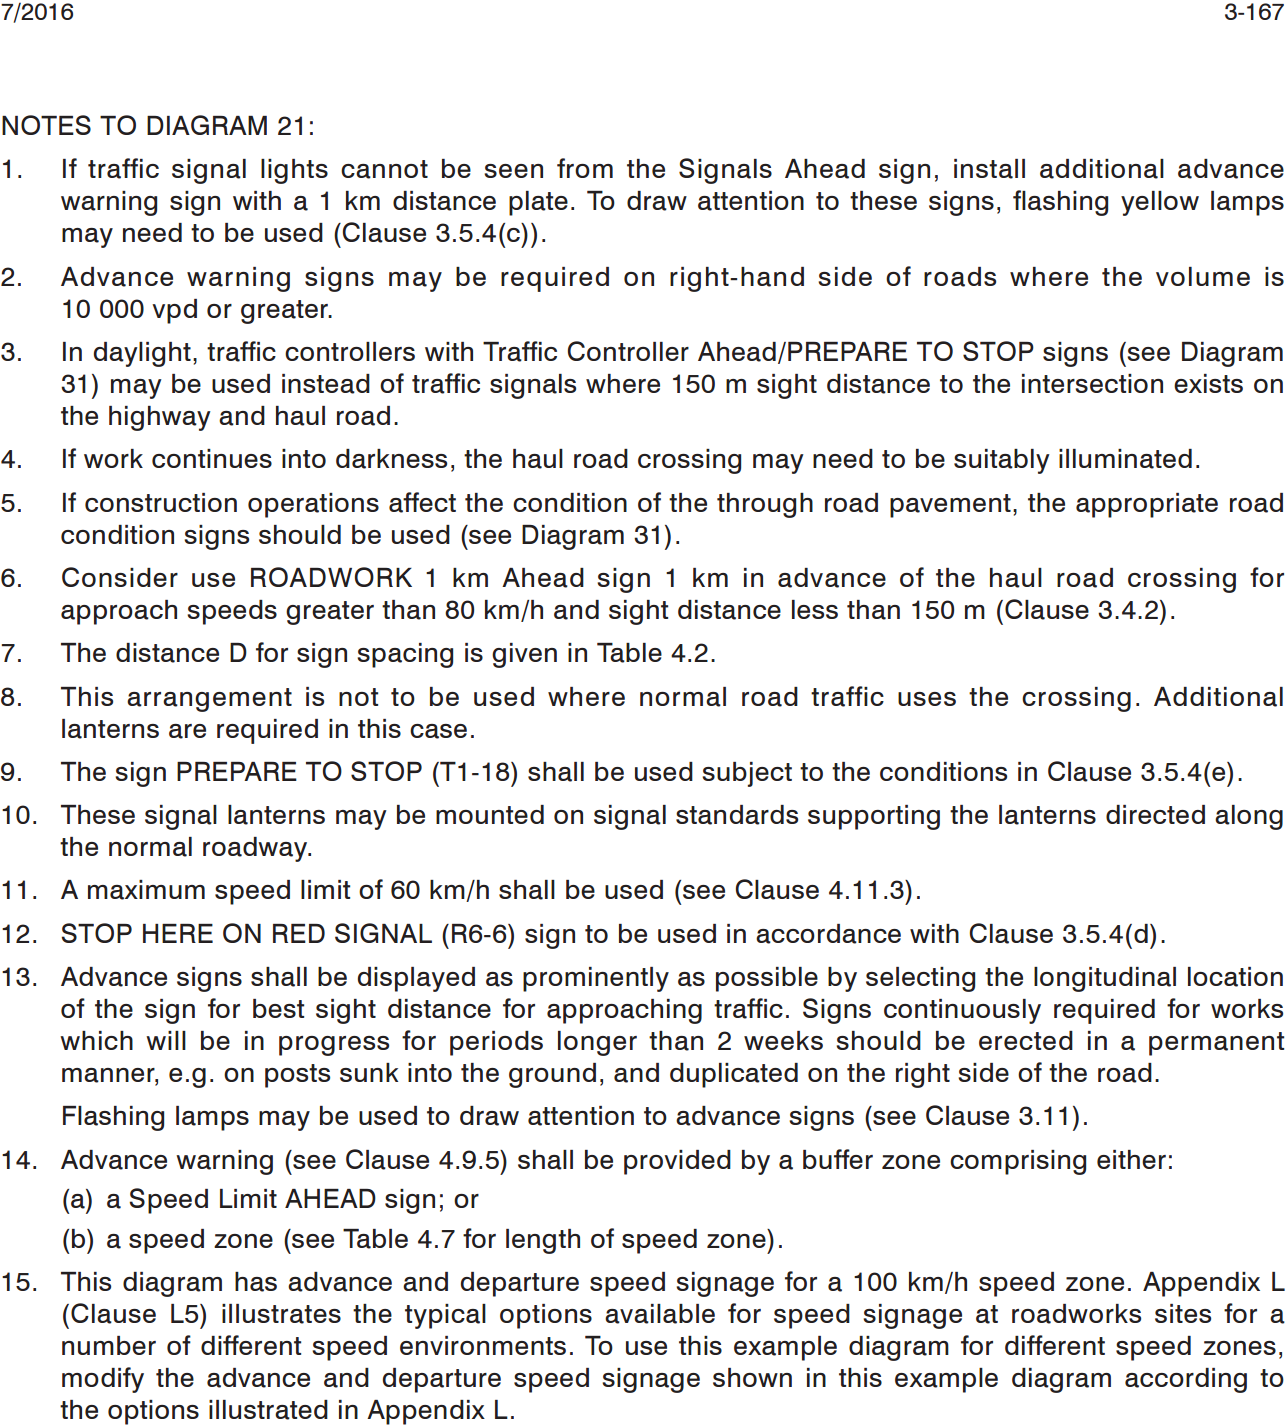 7/2016 3-167
NOTES TO DIAGRAM 21:
1. If traffic signal lights cannot be seen from the Signals Ahead sign, install additional advance
warning sign with a 1 km distance plate. To draw attention to these signs, flashing yellow lamps
may need to be used (Clause 3.5.4(c)).
2. Advance warning signs may be required on right-hand side of roads where the volume is
10 000 vpd or greater.
3. In daylight, traffic controllers with Traffic Controller Ahead/PREPARE TO STOP signs (see Diagram
31) may be used instead of traffic signals where 150 m sight distance to the intersection exists on
the highway and haul road.
4. If work continues into darkness, the haul road crossing may need to be suitably illuminated.
5. If construction operations affect the condition of the through road pavement, the appropriate road
condition signs should be used (see Diagram 31).
6. Consider use ROADWORK 1 km Ahead sign 1 km in advance of the haul road crossing for
approach speeds greater than 80 km/h and sight distance less than 150 m (Clause 3.4.2).
7. The distance D for sign spacing is given in Table 4.2.
8. This arrangement is not to be used where normal road traffic uses the crossing. Additional
lanterns are required in this case.
9. The sign PREPARE TO STOP (T1-18) shall be used subject to the conditions in Clause 3.5.4(e).
10. These signal lanterns may be mounted on signal standards supporting the lanterns directed along
the normal roadway.
11. A maximum speed limit of 60 km/h shall be used (see Clause 4.11.3).
12. STOP HERE ON RED SIGNAL (R6-6) sign to be used in accordance with Clause 3.5.4(d).
13. Advance signs shall be displayed as prominently as possible by selecting the longitudinal location
of the sign for best sight distance for approaching traffic. Signs continuously required for works
which will be in progress for periods longer than 2 weeks should be erected in a permanent
manner, e.g. on posts sunk into the ground, and duplicated on the right side of the road.
Flashing lamps may be used to draw attention to advance signs (see Clause 3.11).
14. Advance warning (see Clause 4.9.5) shall be provided by a buffer zone comprising either:
(a) a Speed Limit AHEAD sign; or
(b) a speed zone (see Table 4.7 for length of speed zone).
15. This diagram has advance and departure speed signage for a 100 km/h speed zone. Appendix L
(Clause L5) illustrates the typical options available for speed signage at roadworks sites for a
number of different speed environments. To use this example diagram for different speed zones,
modify the advance and departure speed signage shown in this example diagram according to
the options illustrated in Appendix L.